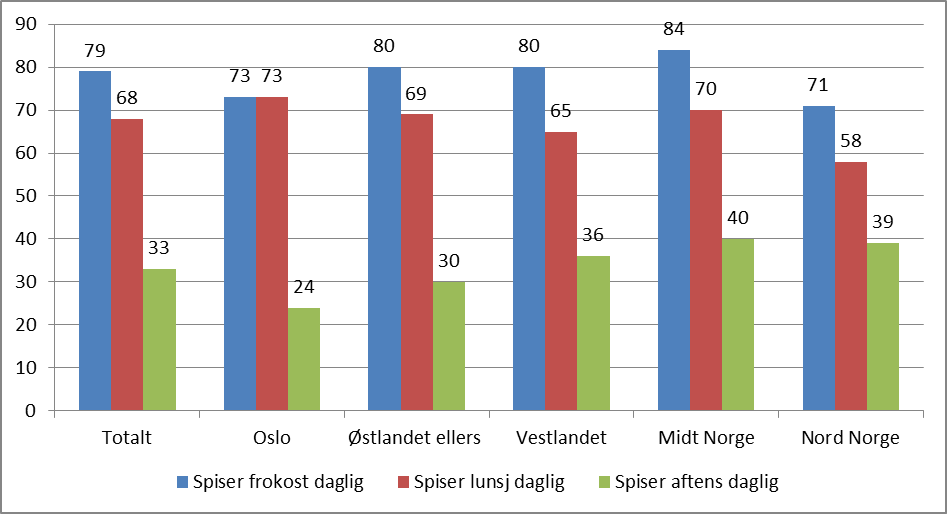 90
80
70
60
50
40
30
20
10
0
79 68 33
73 73 24
80 69 30
80 65 36
84 70 40
71 58 39
Totalt Oslo Østlandet ellers Vestlandet Midt Norge Nord Norge
Spiser frokost daglig Spiser lunsj daglig Spiser aftens daglig